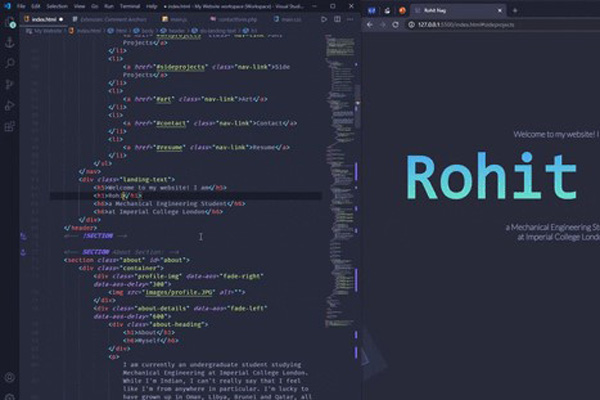 File Edit Selection View Go Run Terminal Help • index.html - My Website workspace (Workspace) - Visual Studio...
index.html
Extension: Comment Anchors
main.js
contactform.php
main.css
My Website > index.html > html > body > header > div.landing-text > h1
Projects</a>
</li>
<li>
<a href="#sideprojects" class="nav-link">Side
Projects</a>
</li>
<li>
<a href="#art" class="nav-link">Art</a>
</li>
<li>
<a href="#contact" class="nav-link">Contact</a>
</li>
<li>
<a href="#resume" class="nav-link">Resume</a>
</li>
</ul>
</nav>
<div class="landing-text">
<h5>Welcome to my website! I am</h5>
<h1>Rohi</h1>
<h6>a Mechanical Engineering Student</h6>
<h6>at Imperial College London</h6>
</div>
</header>
<!-- !SECTION -->
<!-- SECTION About Section: -->
<section class="about" id="about">
<div class="container">
<div class="profile-img" data-aos="fade-right"
data-aos-delay="300">
<img src="images/profile.JPG" alt="">
</div>
<div class="about-details" data-aos="fade-left"
data-aos-delay="600">
<div class="about-heading">
<h1>About</h1>
<h6>Myself</h6>
</div>
<p>
I am currently an undergraduate student studying
Mechanical Engineering at Imperial College London.
While I'm Indian, I can't really say that I feel
like I'm from anywhere in particular. I'm lucky to
have grown up in Oman, Libya, Brunei and Qatar, all
Rohit Nag
127.0.0.1:5500/index.html#sideprojects
Welcome to my website! I
Rohit
a Mechanical Engineering St
at Imperial College Londo